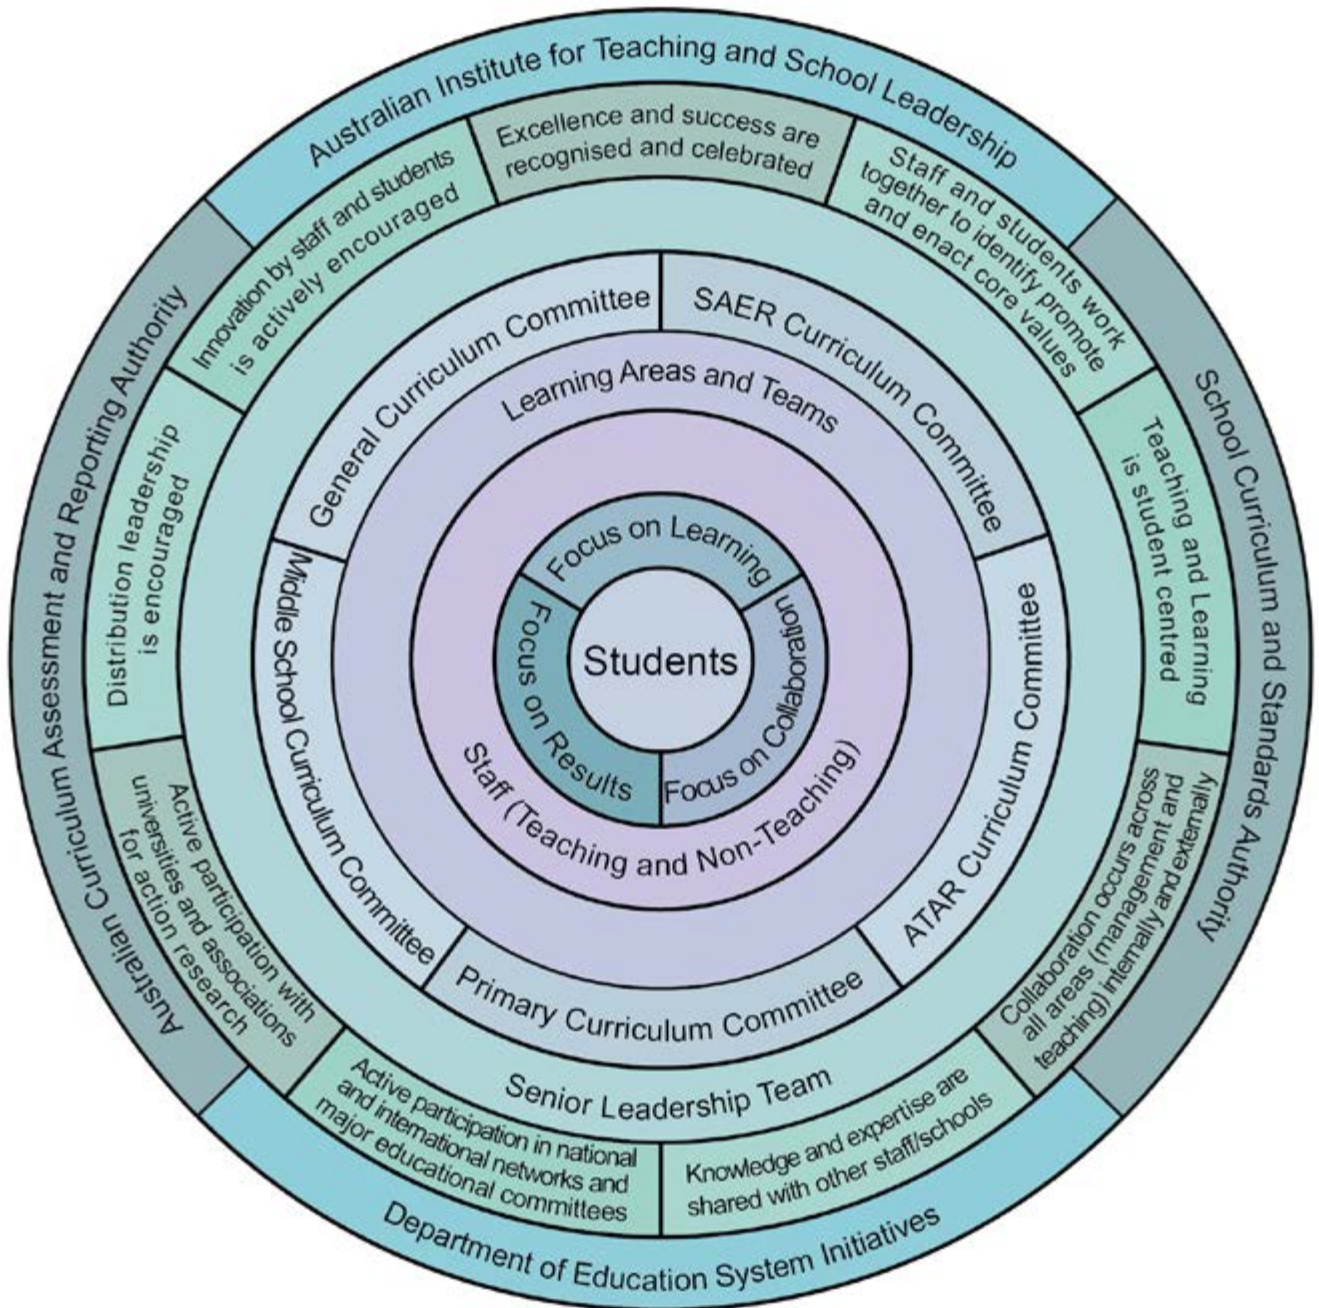 Australian Institute for Teaching and School Leadership
School Curriculum and Standards Authority
Department of Education System Initiatives
Australian Curriculum Assessment and Reporting Authority
Excellence and success are
recognised and celebrated
Staff and students work
together to identify promote
and enact core values
Teaching and Learning
is student centred
Collaboration occurs across
all areas (management and
teaching) internally and externally
Knowledge and expertise are
shared with other staff/schools
Active participation in national
and international networks and
major educational committees
Active participation with
universities and associations
for action research
Distribution leadership
is encouraged
Innovation by staff and students
is actively encouraged
Senior Leadership Team
General Curriculum Committee
SAER Curriculum Committee
ATAR Curriculum Committee
Primary Curriculum Committee
Middle School Curriculum Committee
Learning Areas and Teams
Staff (Teaching and Non-Teaching)
Focus on Learning
Focus on Collaboration
Focus on Results
Students